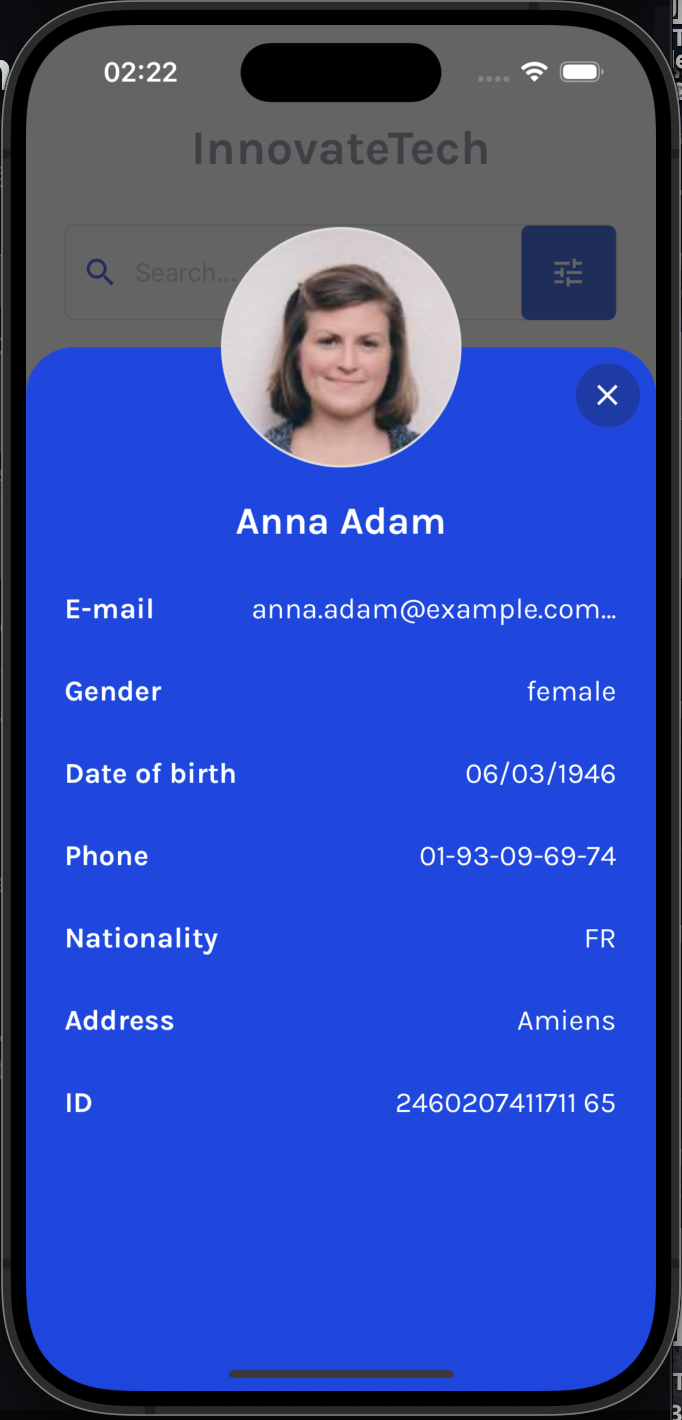 02:22
InnovateTech
Search...
Anna Adam
E-mail anna.adam@example.com...
Gender female
Date of birth 06/03/1946
Phone 01-93-09-69-74
Nationality FR
Address Amiens
ID 2460207411711 65